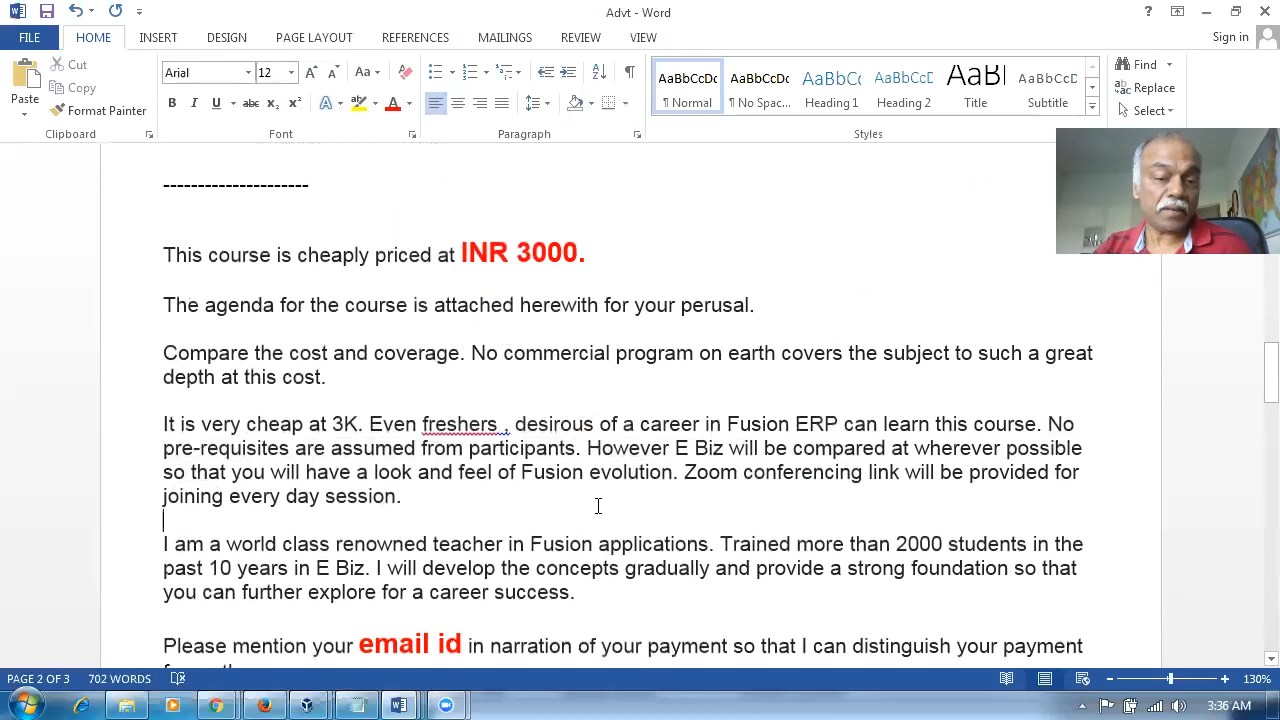 Advt - Word
FILE HOME INSERT DESIGN PAGE LAYOUT REFERENCES MAILINGS REVIEW VIEW Sign in
Paste Cut Copy Format Painter
Arial 12
AaBbCcDc AaBbCcDc AaBbCc AaBbCcD AaB AaBbCcD
¶ Normal ¶ No Spac... Heading 1 Heading 2 Title Subtitle
Find Replace Select
Clipboard Font Paragraph Styles
---------------------
This course is cheaply priced at INR 3000.
The agenda for the course is attached herewith for your perusal.
Compare the cost and coverage. No commercial program on earth covers the subject to such a great
depth at this cost.
It is very cheap at 3K. Even freshers , desirous of a career in Fusion ERP can learn this course. No
pre-requisites are assumed from participants. However E Biz will be compared at wherever possible
so that you will have a look and feel of Fusion evolution. Zoom conferencing link will be provided for
joining every day session.
I am a world class renowned teacher in Fusion applications. Trained more than 2000 students in the
past 10 years in E Biz. I will develop the concepts gradually and provide a strong foundation so that
you can further explore for a career success.
Please mention your email id in narration of your payment so that I can distinguish your payment
PAGE 2 OF 3 702 WORDS 130%
3:36 AM